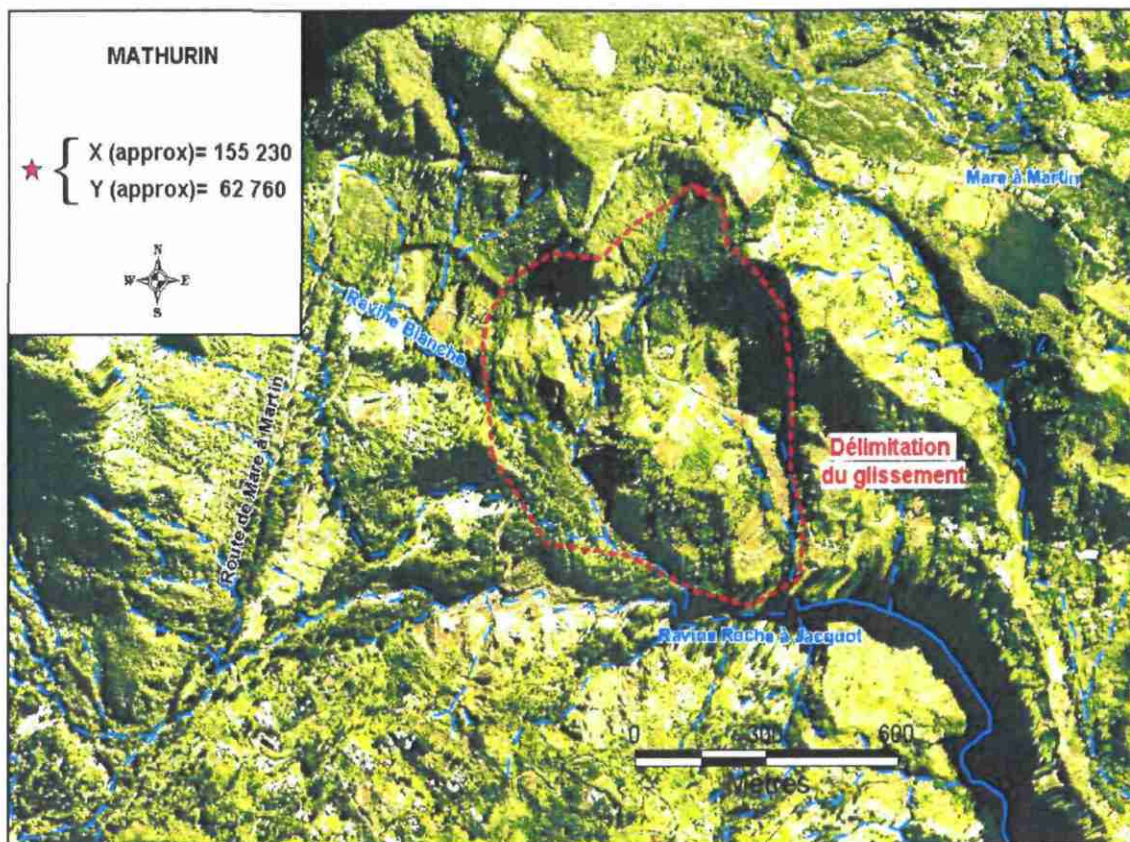 MATHURIN
X (approx)= 155 230
Y (approx)= 62 760
N
W E
S
Mare à Martin
Ravine Blanche
Route de Mare à Martin
Délimitation
du glissement
Ravine Roche à Jacquot
0 300 600
Mètres